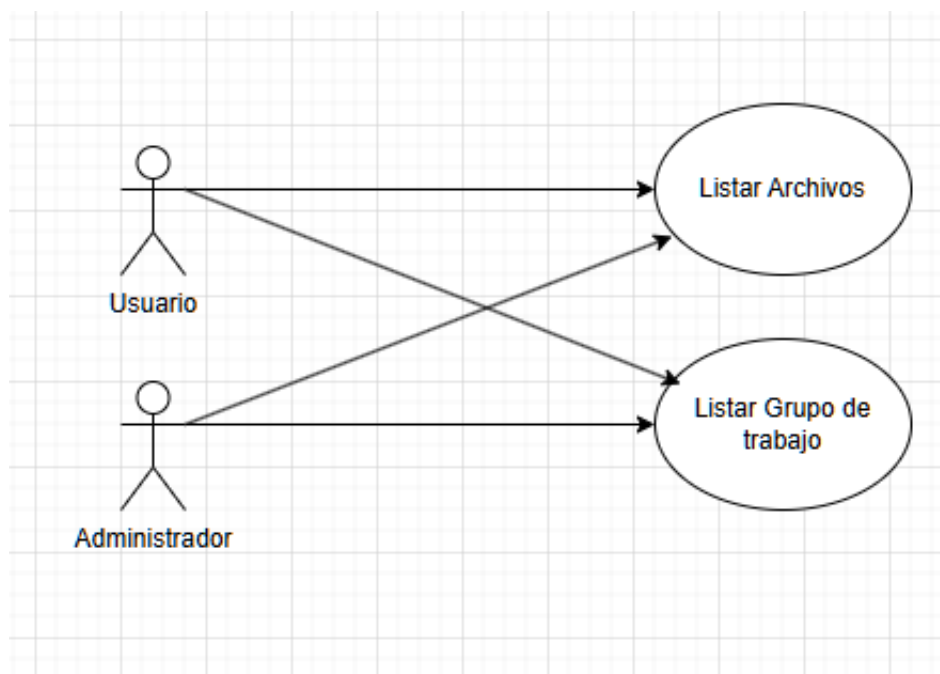 Listar Archivos
Usuario
Listar Grupo de
trabajo
Administrador